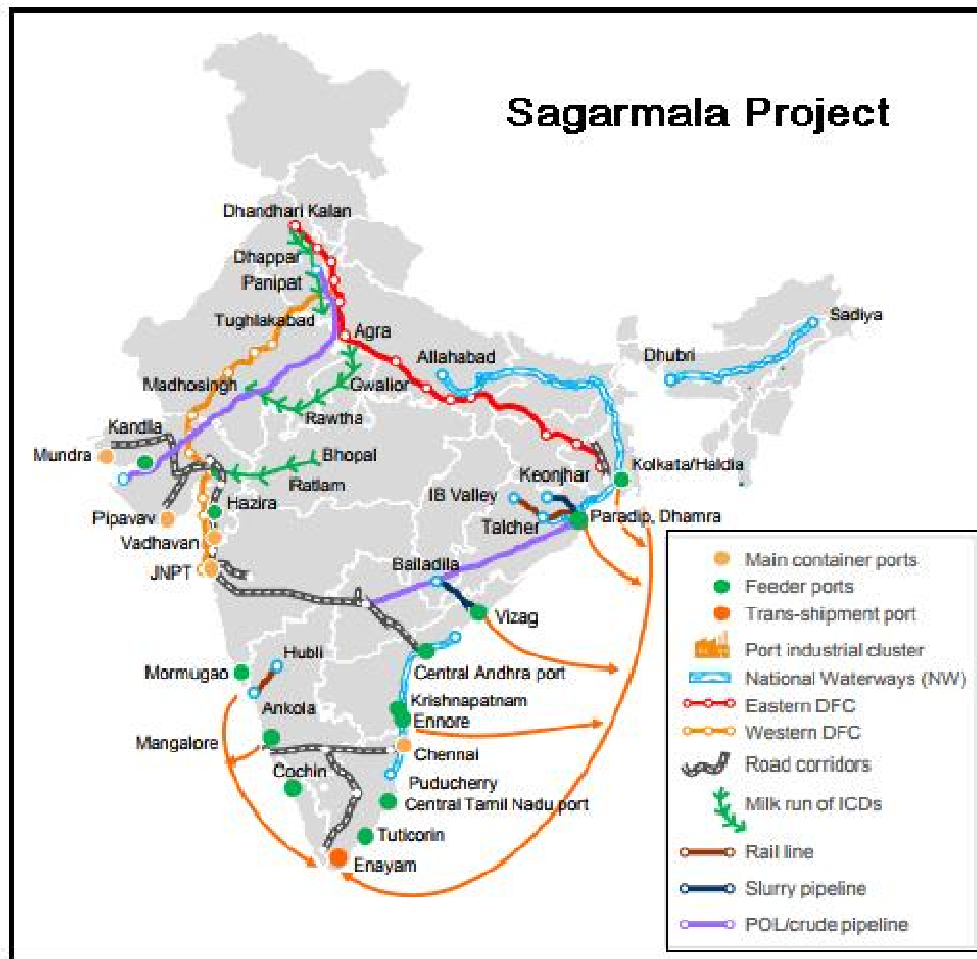 Sagarmala Project
Dhandhari Kalan
Dhappar
Panipat
Tughlakabad
Agra
Allahabad
Dhubri
Sadiya
Madhosingh
Gwalior
Rawtha
Kandla
Mundra
Bhopal
Ratlam
Keonjhar
Kolkatta/Haldia
IB Valley
Hazira
Pipavav
Talcher
Paradip, Dhamra
Vadhavan
JNPT
Bailadila
Vizag
Hubli
Mormugao
Central Andhra port
Ankola
Krishnapatnam
Ennore
Mangalore
Chennai
Cochin
Puducherry
Central Tamil Nadu port
Tuticorin
Enayam
Main container ports
Feeder ports
Trans-shipment port
Port industrial cluster
National Waterways (NW)
Eastern DFC
Western DFC
Road corridors
Milk run of ICDs
Rail line
Slurry pipeline
POL/crude pipeline